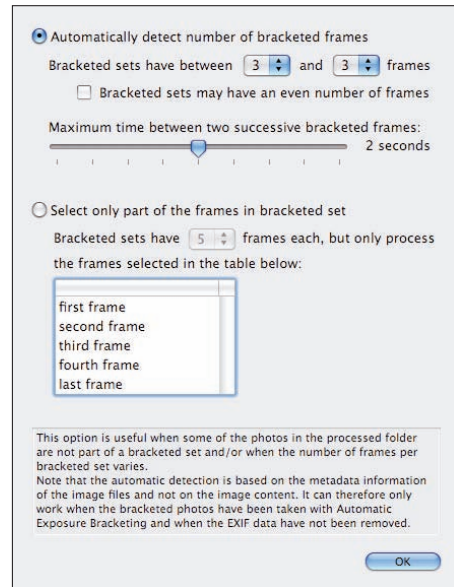 Automatically detect number of bracketed frames
Bracketed sets have between 3 and 3 frames
Bracketed sets may have an even number of frames
Maximum time between two successive bracketed frames:
2 seconds
Select only part of the frames in bracketed set
Bracketed sets have 5 frames each, but only process
the frames selected in the table below:
first frame
second frame
third frame
fourth frame
last frame
This option is useful when some of the photos in the processed folder
are not part of a bracketed set and/or when the number of frames per
bracketed set varies.
Note that the automatic detection is based on the metadata information
of the image files and not on the image content. It can therefore only
work when the bracketed photos have been taken with Automatic
Exposure Bracketing and when the EXIF data have not been removed.
OK